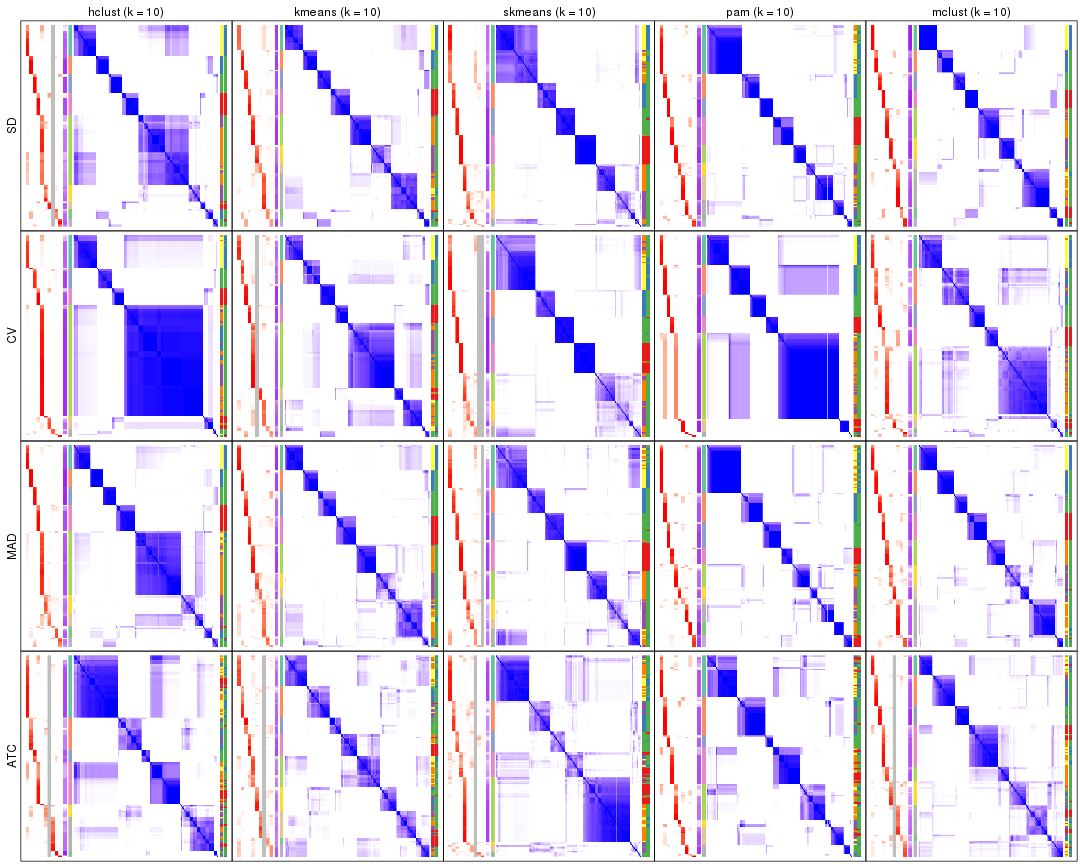 hclust (k = 10) kmeans (k = 10) skmeans (k = 10) pam (k = 10) mclust (k = 10)
SD
CV
MAD
ATC